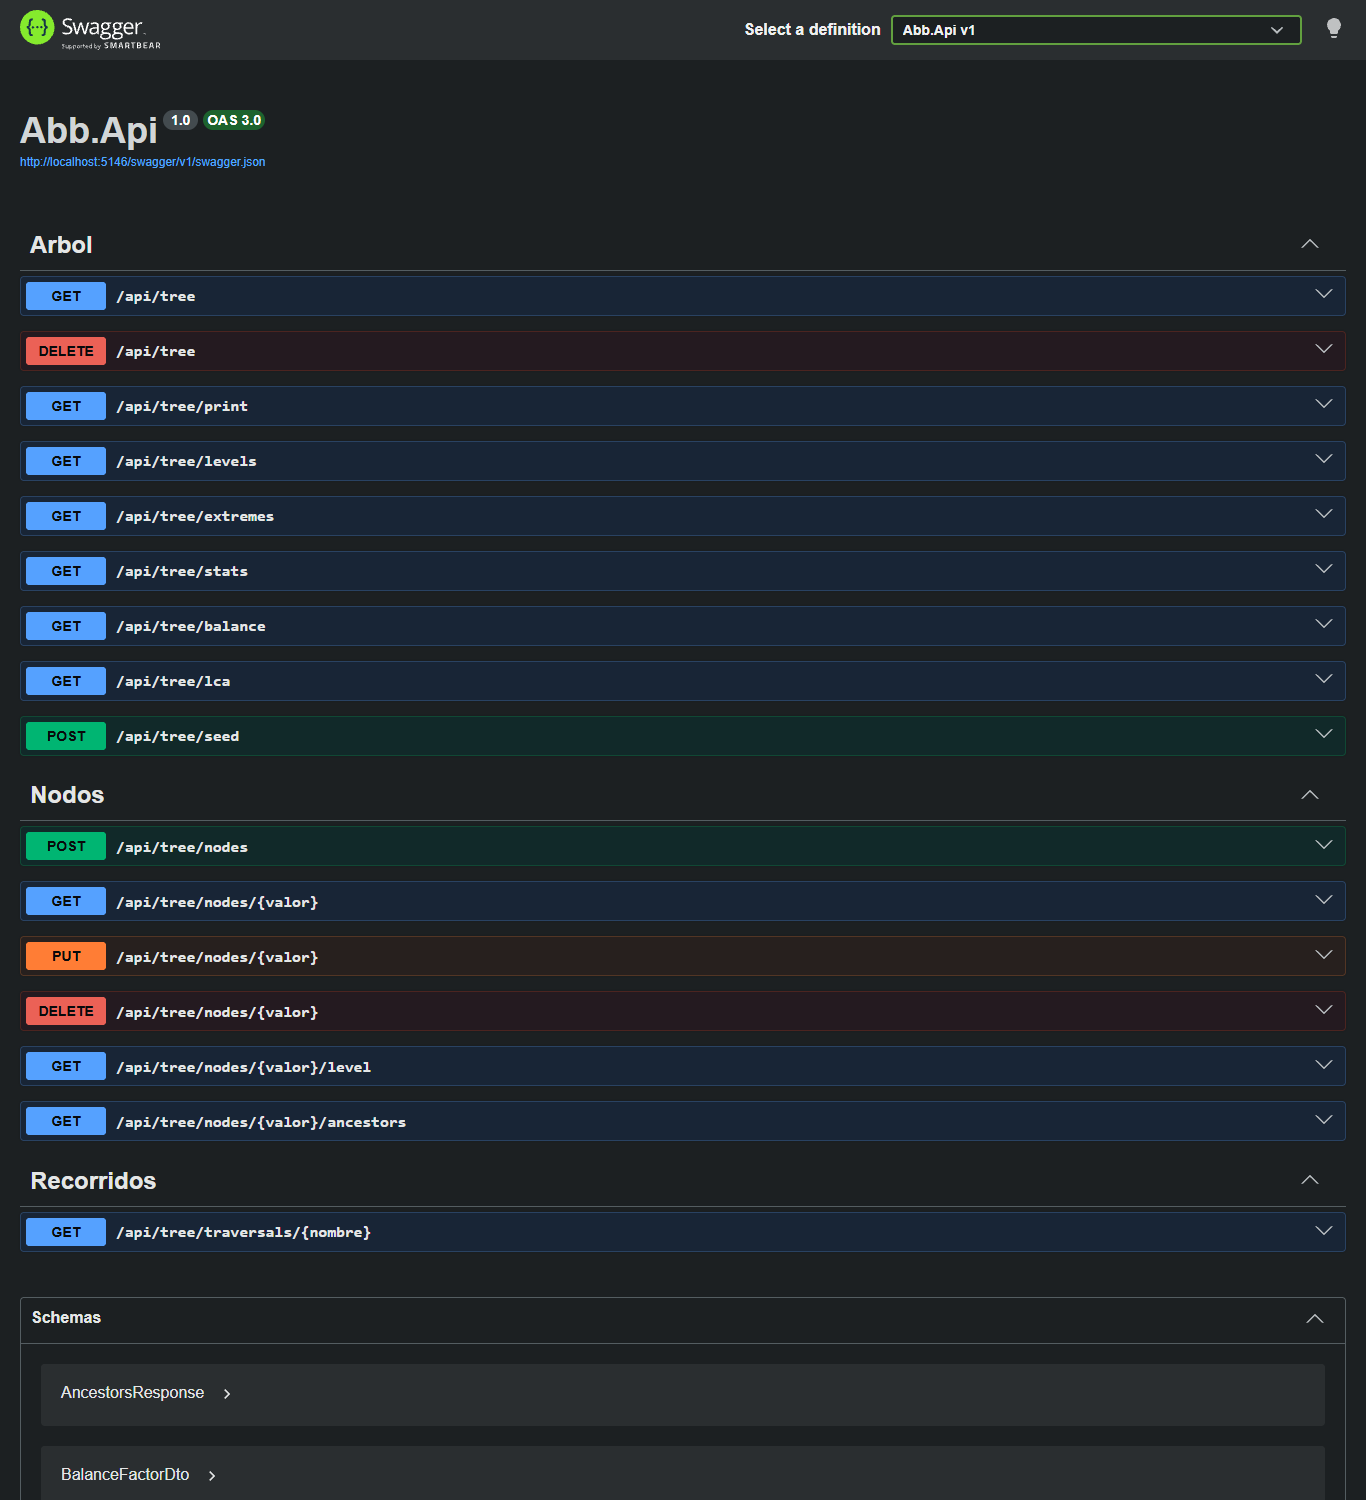 Swagger
Supported by SMARTBEAR
Select a definition
Abb.Api v1
Abb.Api 1.0 OAS 3.0
http://localhost:5146/swagger/v1/swagger.json
Arbol
GET /api/tree
DELETE /api/tree
GET /api/tree/print
GET /api/tree/levels
GET /api/tree/extremes
GET /api/tree/stats
GET /api/tree/balance
GET /api/tree/lca
POST /api/tree/seed
Nodos
POST /api/tree/nodes
GET /api/tree/nodes/{valor}
PUT /api/tree/nodes/{valor}
DELETE /api/tree/nodes/{valor}
GET /api/tree/nodes/{valor}/level
GET /api/tree/nodes/{valor}/ancestors
Recorridos
GET /api/tree/traversals/{nombre}
Schemas
AncestorsResponse
BalanceFactorDto